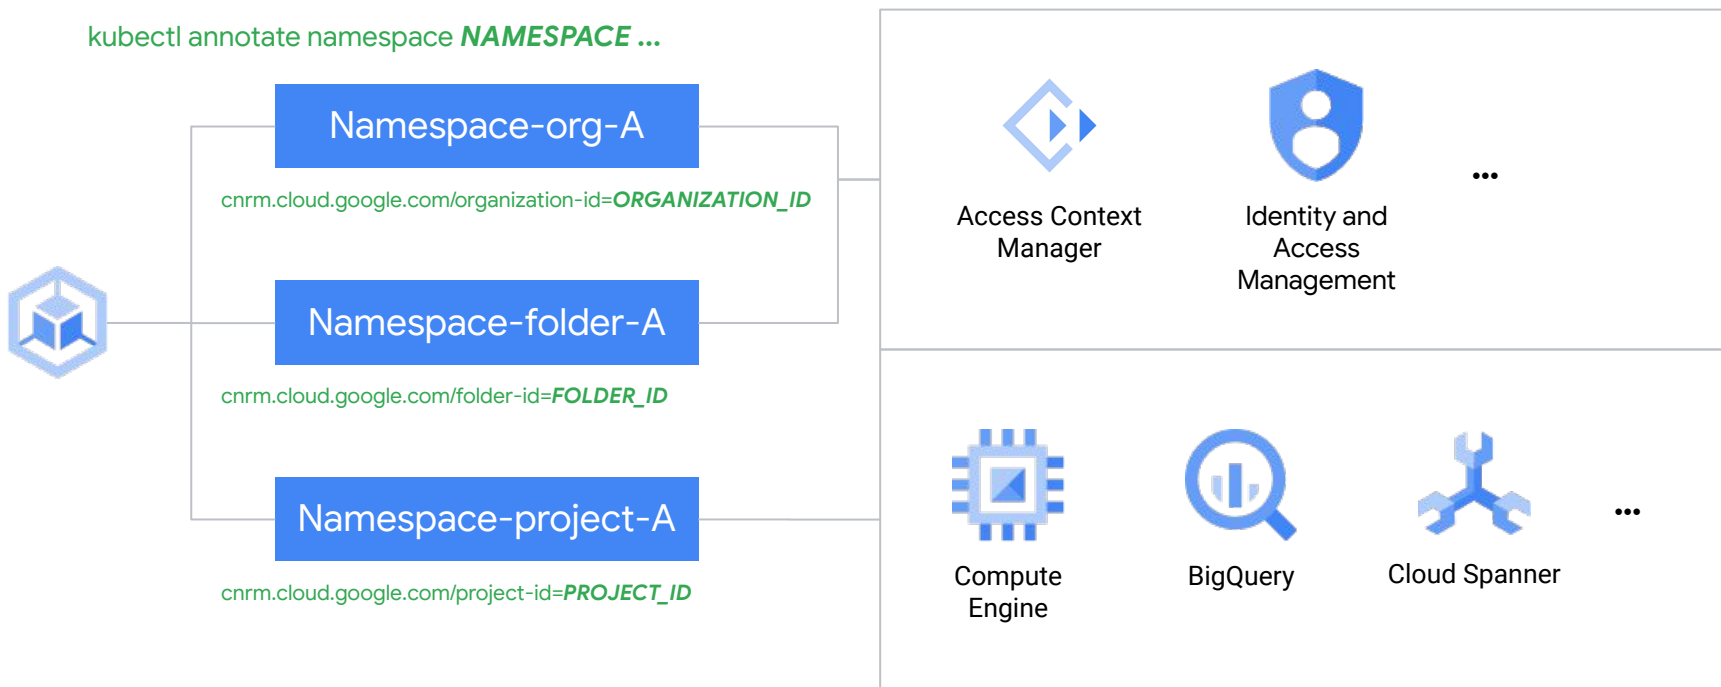 kubectl annotate namespace NAMESPACE ...
Namespace-org-A
cnrm.cloud.google.com/organization-id=ORGANIZATION_ID
Namespace-folder-A
cnrm.cloud.google.com/folder-id=FOLDER_ID
Namespace-project-A
cnrm.cloud.google.com/project-id=PROJECT_ID
Access Context
Manager
Identity and
Access
Management
...
Compute
Engine
BigQuery
Cloud Spanner
...